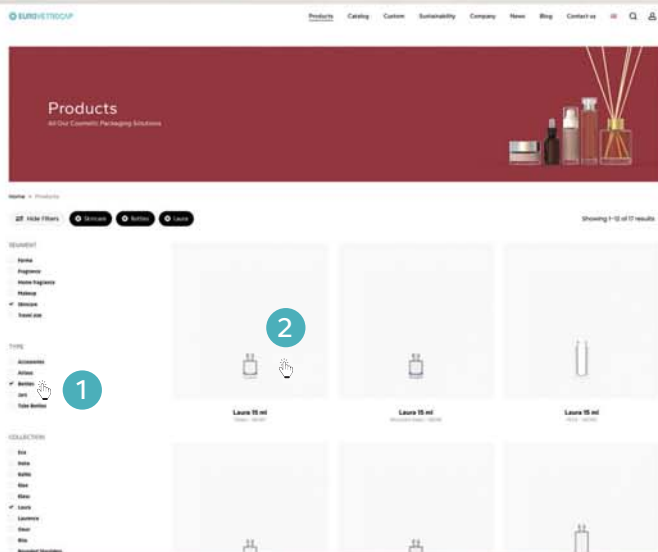 EUROVETROCAP
Products Catalog Custom Sustainability Company News Blog Contact us
Products
All Our Cosmetic Packaging Solutions
Home > Products
Hide Filters Skincare Bottles Laura
Showing 1–12 of 17 results
SEGMENT
Farma
Fragrance
Home fragrance
Makeup
Skincare
Travel size
2
TYPE
Accessories
Airless
Bottles
1
Jars
Tube Bottles
Laura 15 ml
Laura 15 ml
Laura 15 ml
COLLECTION
Eva
Laura
Laurence
Rounded Shoulders